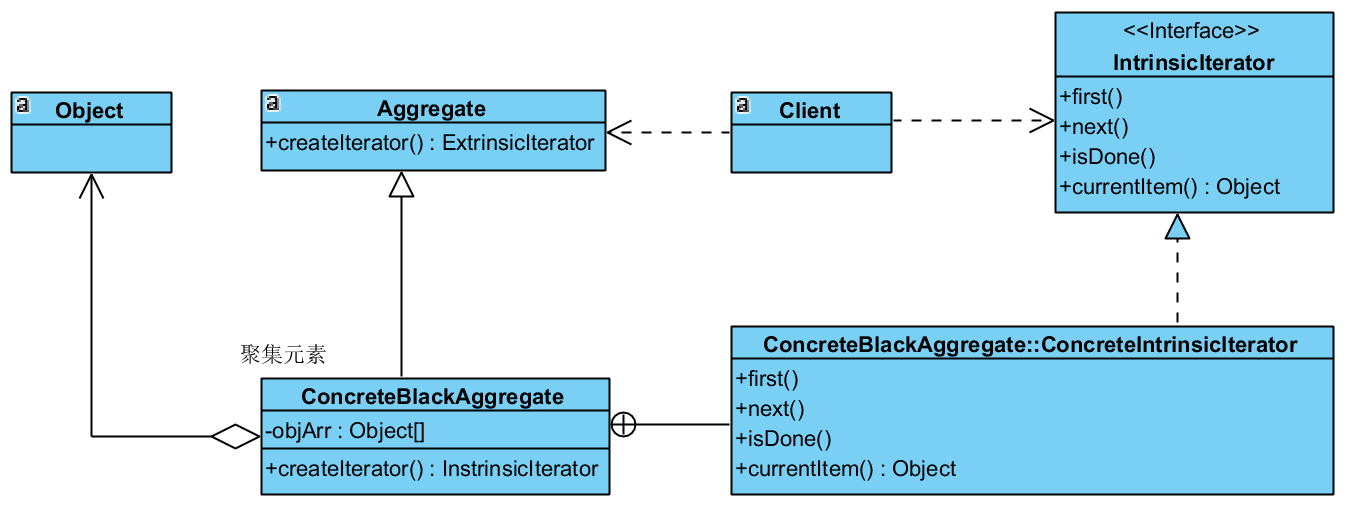 a
Object
a
Aggregate
+createIterator() : ExtrinsicIterator
a
Client
<<Interface>>
IntrinsicIterator
+first()
+next()
+isDone()
+currentItem() : Object
聚集元素
ConcreteBlackAggregate
-objArr : Object[]
+createIterator() : InstrinsicIterator
ConcreteBlackAggregate::ConcreteIntrinsicIterator
+first()
+next()
+isDone()
+currentItem() : Object